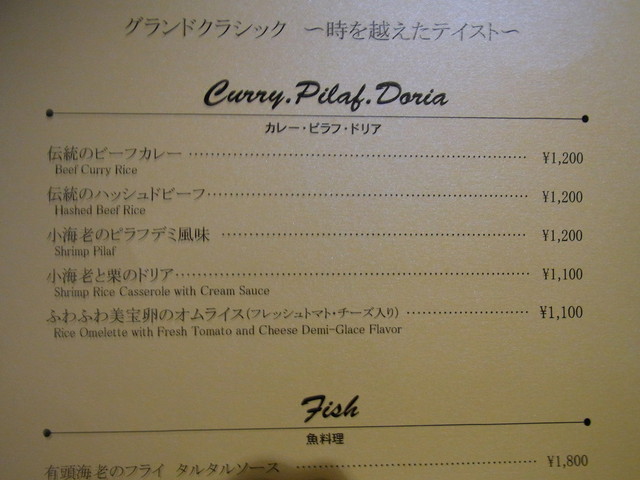 グランドクラシック 〜時を越えたテイスト〜
Curry.Pilaf.Doria
カレー・ピラフ・ドリア
伝統のビーフカレー ¥1,200
Beef Curry Rice
伝統のハッシュドビーフ ¥1,200
Hashed Beef Rice
小海老のピラフデミ風味 ¥1,200
Shrimp Pilaf
小海老と栗のドリア ¥1,100
Shrimp Rice Casserole with Cream Sauce
ふわふわ美宝卵のオムライス(フレッシュトマト・チーズ入り) ¥1,100
Rice Omelette with Fresh Tomato and Cheese Demi-Glace Flavor
Fish
魚料理
有頭海老のフライ タルタルソース ¥1,800